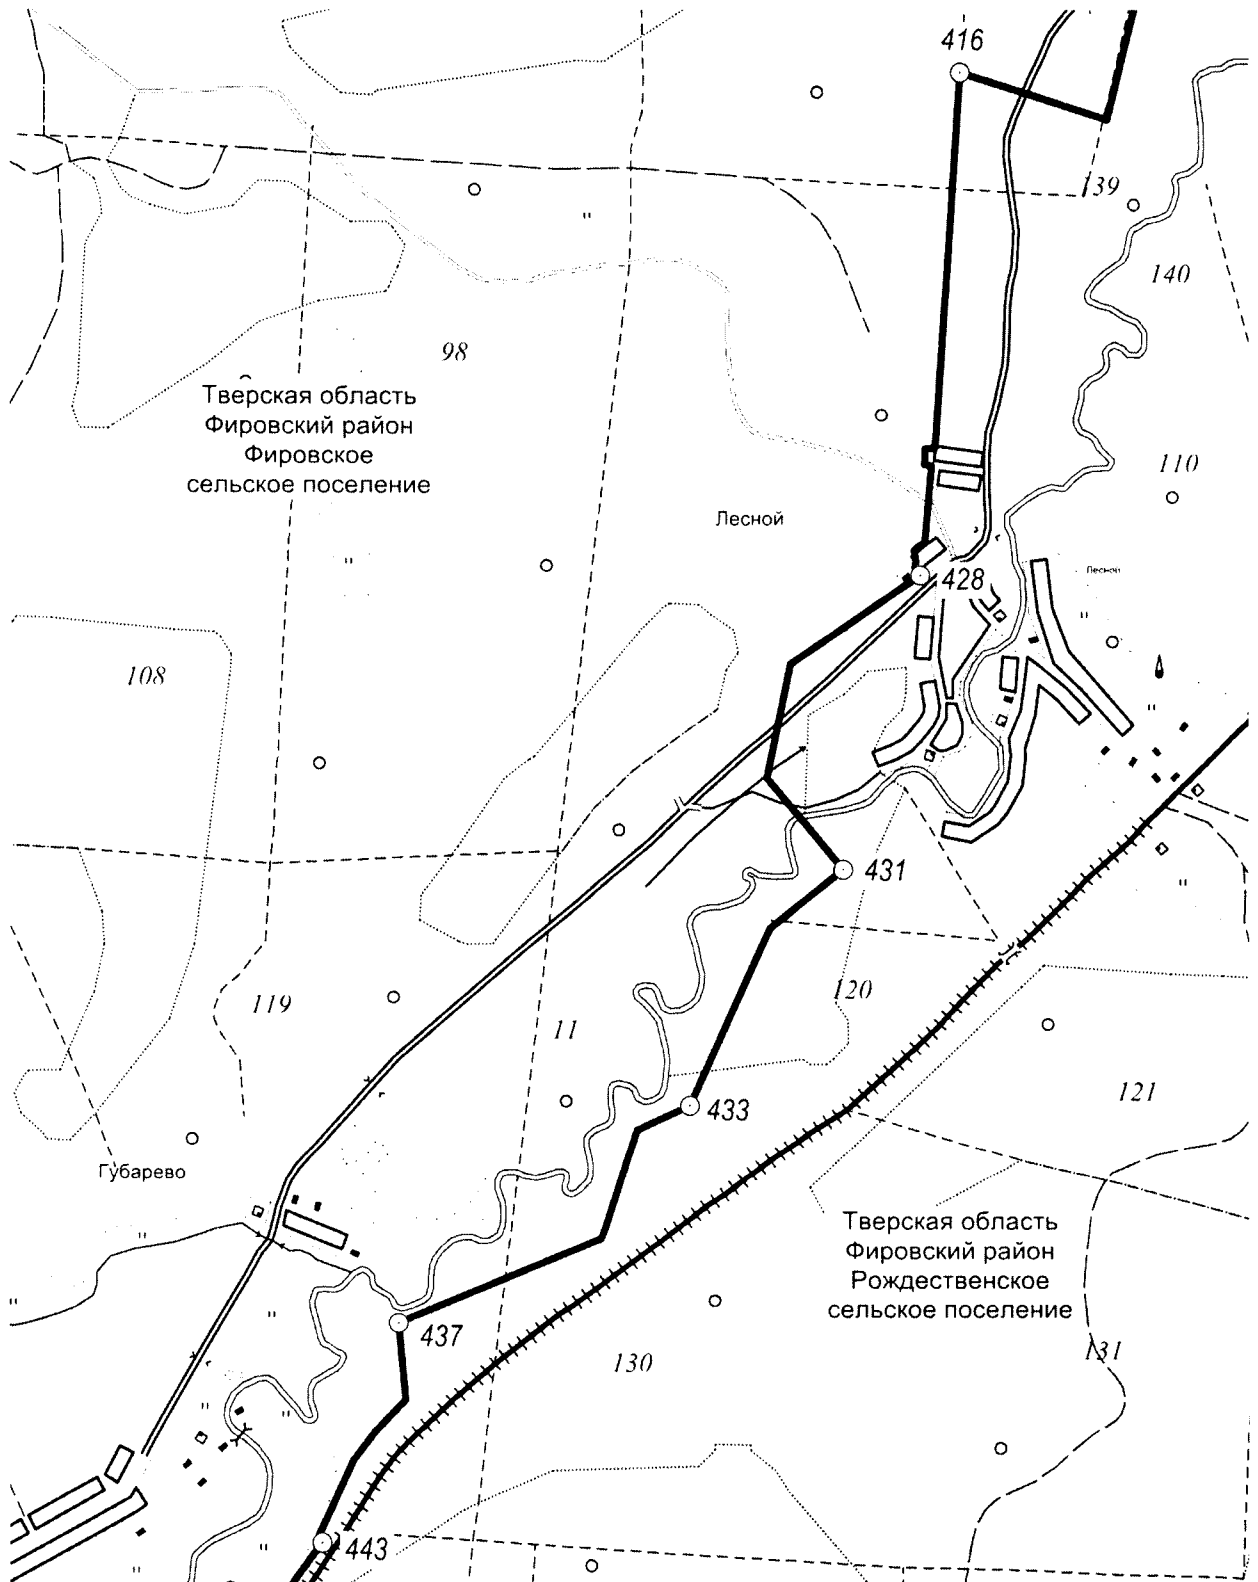 416
139
140
98
Тверская область
Фировский район
Фировское
сельское поселение
110
Лесной
Лесной
428
108
431
119
11
120
121
433
Губарево
Тверская область
Фировский район
Рождественское
сельское поселение
437
130
131
443